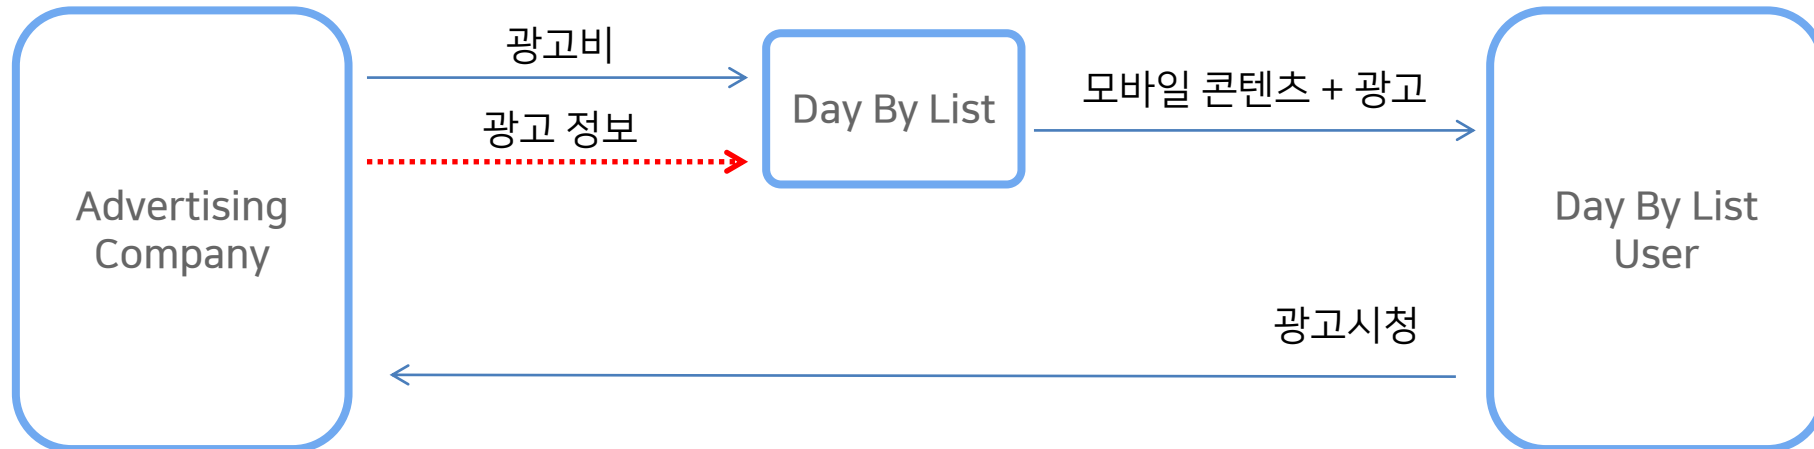 광고비
Day By List
모바일 콘텐츠 + 광고
광고 정보
Advertising
Company
Day By List
User
광고시청